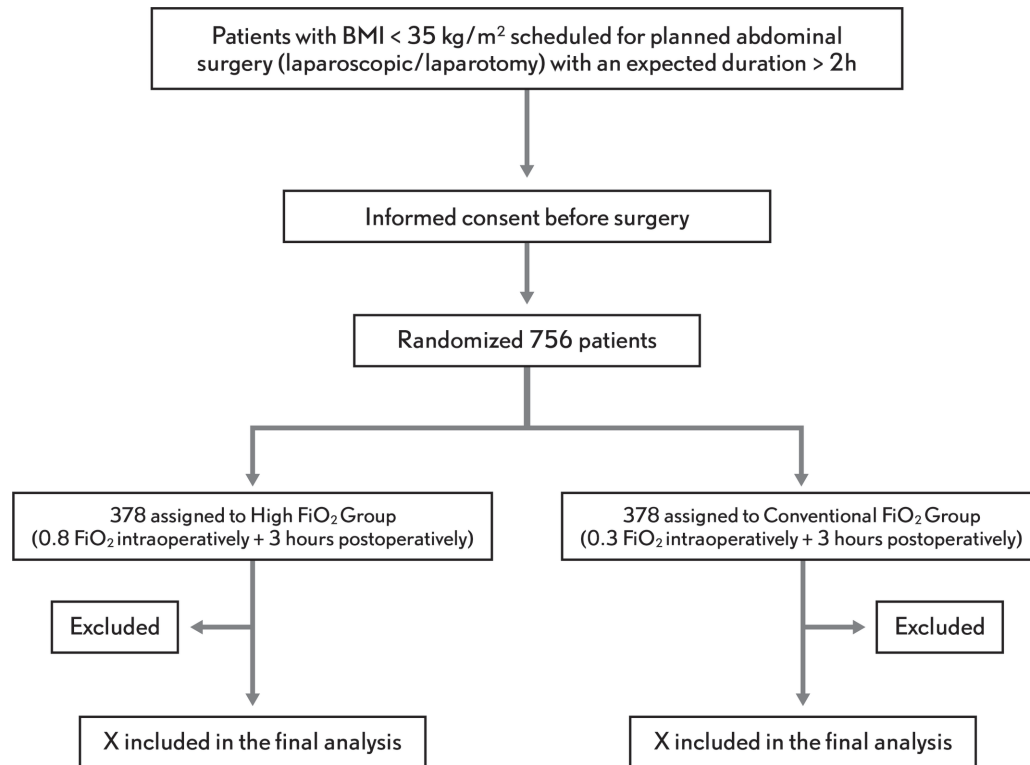 Patients with BMI < 35 kg/m² scheduled for planned abdominal
surgery (laparoscopic/laparotomy) with an expected duration > 2h
Informed consent before surgery
Randomized 756 patients
378 assigned to High FiO₂ Group
(0.8 FiO₂ intraoperatively + 3 hours postoperatively)
378 assigned to Conventional FiO₂ Group
(0.3 FiO₂ intraoperatively + 3 hours postoperatively)
Excluded
Excluded
X included in the final analysis
X included in the final analysis